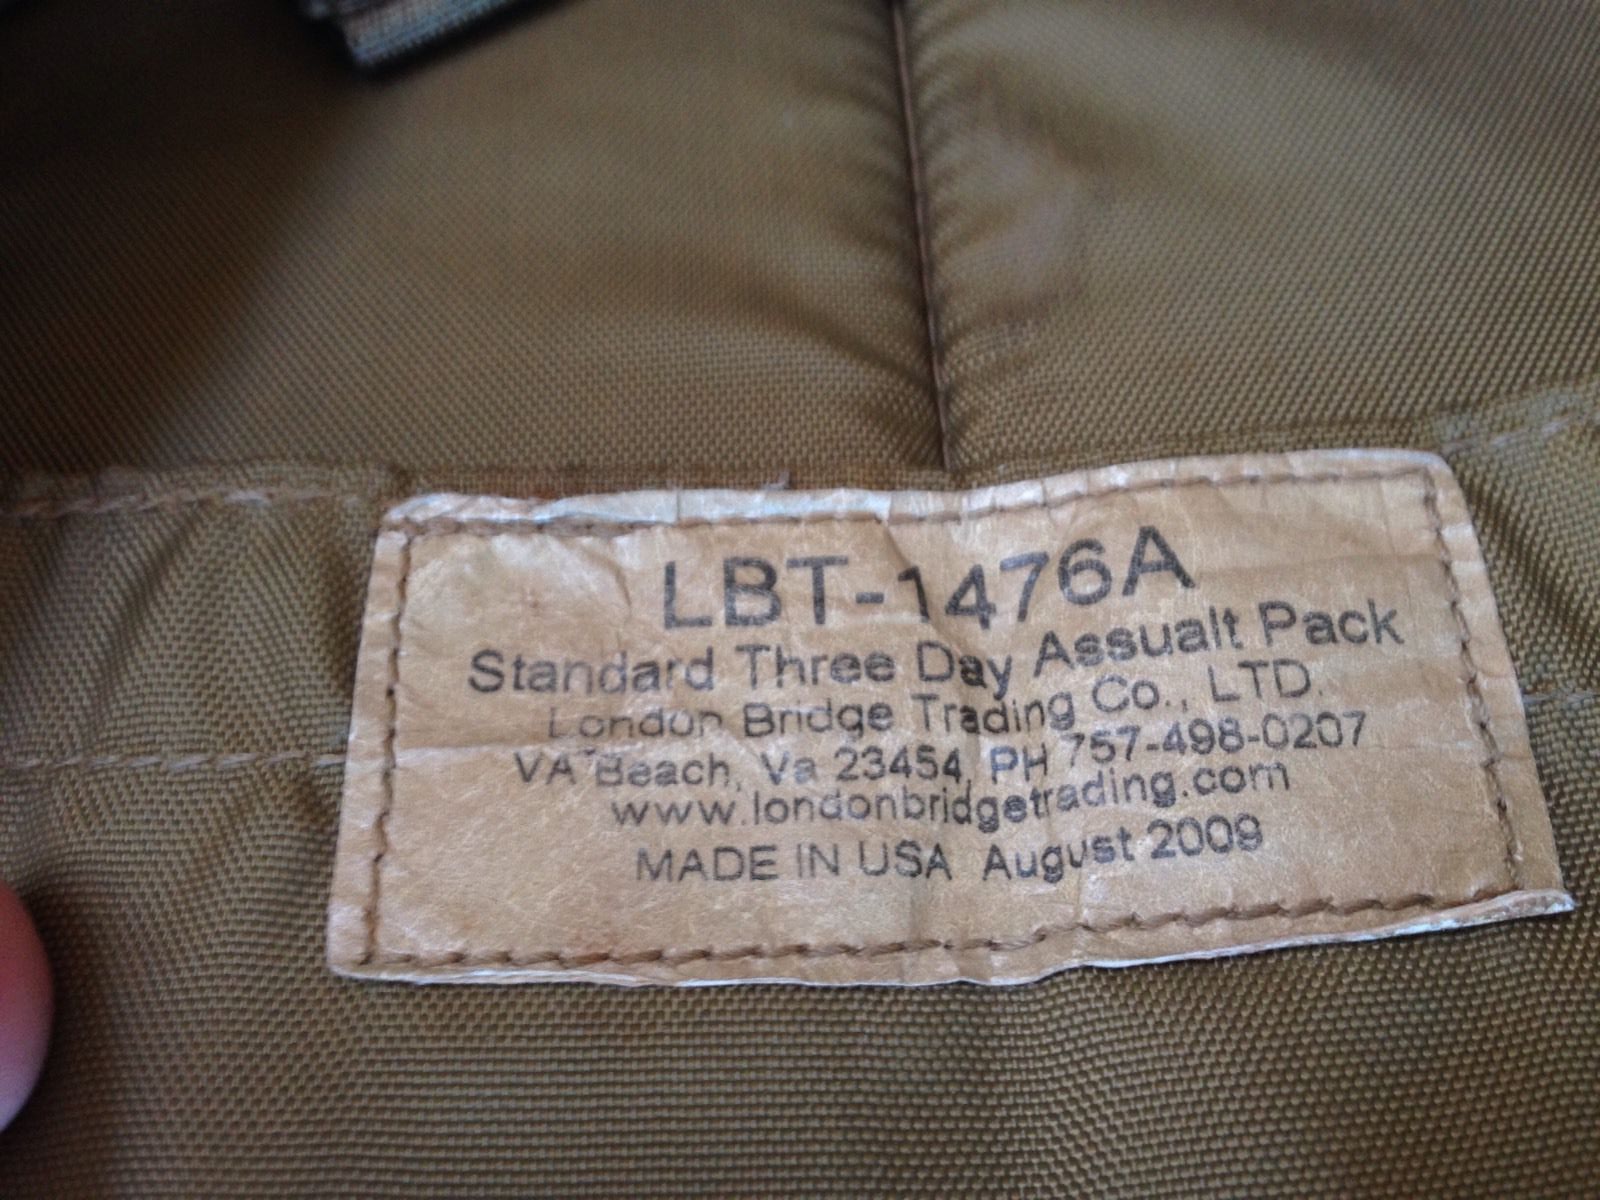 LBT-1476A
Standard Three Day Assualt Pack
London Bridge Trading Co., LTD.
VA Beach, Va 23454, PH 757-498-0207
www.londonbridgetrading.com
MADE IN USA August 2009